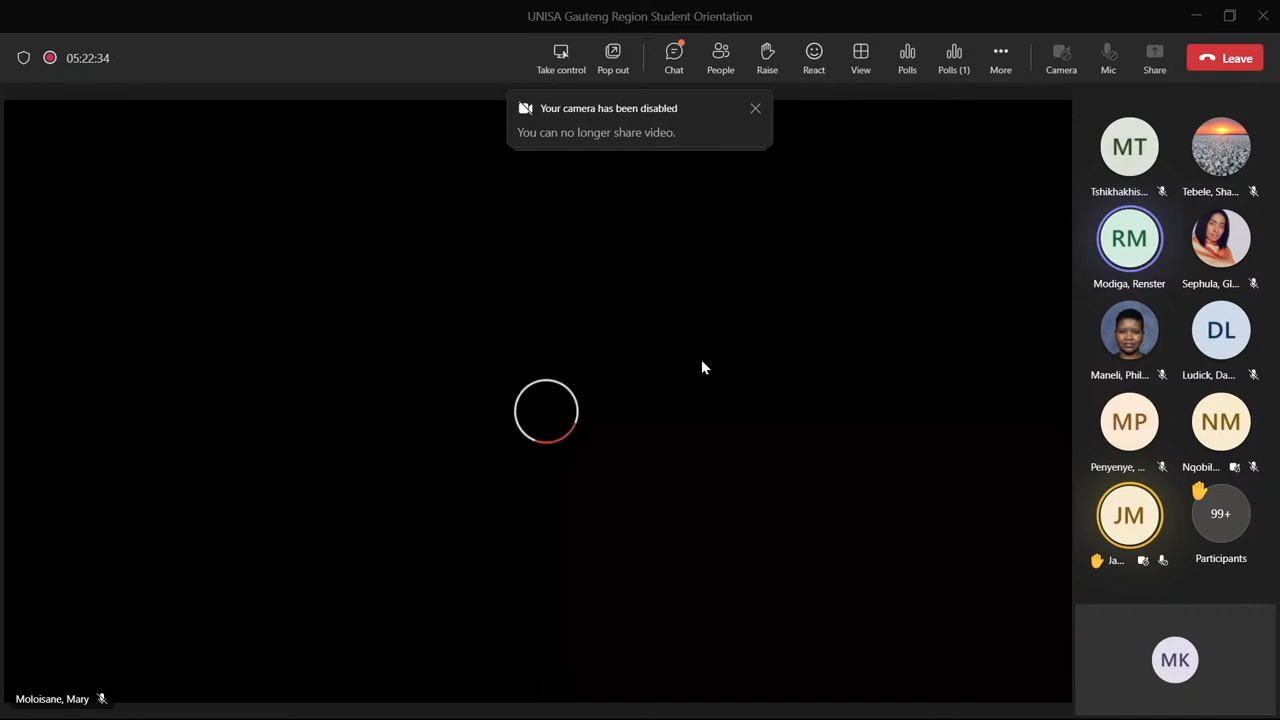 UNISA Gauteng Region Student Orientation
05:22:34
Take control
Pop out
Chat
People
Raise
React
View
Polls
Polls (1)
More
Camera
Mic
Share
Leave
Your camera has been disabled
You can no longer share video.
MT
Tshikhakhis...
Tebele, Sha...
RM
Modiga, Renster
Sephula, Gl...
Maneli, Phil...
DL
Ludick, Da...
MP
Penyenye, ...
NM
Nqobil...
JM
Ja...
99+
Participants
MK
Moloisane, Mary